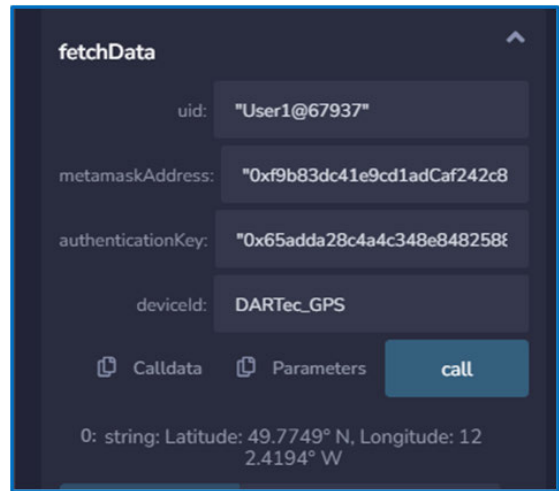 fetchData
uid: "User1@67937"
metamaskAddress: "0xf9b83dc41e9cd1adCaf242c8
authenticationKey: "0x65adda28c4a4c348e8482588
deviceId: DARTec_GPS
Calldata Parameters call
0: string: Latitude: 49.7749° N, Longitude: 12
2.4194° W